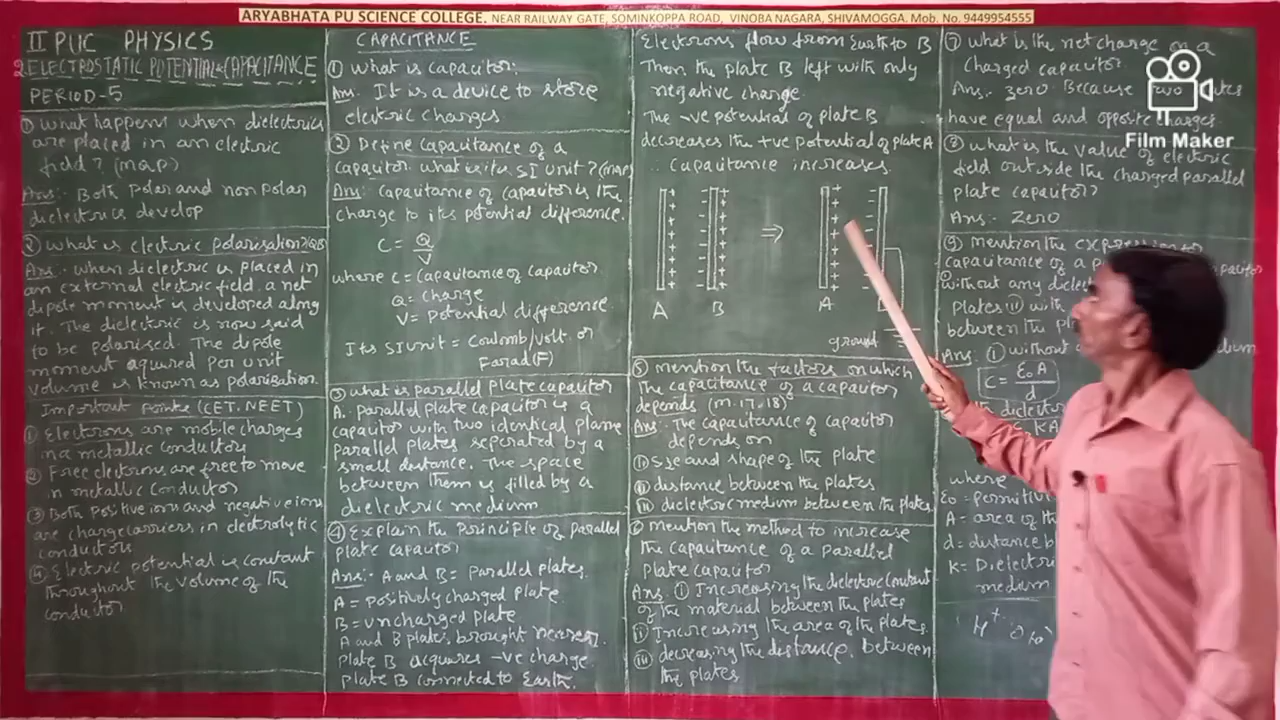 ARYABHATA PU SCIENCE COLLEGE. NEAR RAILWAY GATE, SOMINKOPPA ROAD, VINOBA NAGARA, SHIVAMOGGA. Mob. No. 9449954555
II PUC PHYSICS
2 ELECTROSTATIC POTENTIAL & CAPACITANCE
PERIOD-5
① What happens when dielectrics
are placed in an electric
field? (MQP)
Ans:- Both Polar and non polar
dielectrics develop
② what is electric polarisation?
Ans:- when dielectric is placed in
an external electric field a net
dipole moment is developed along
it. The dielectric is now said
to be polarised. The dipole
moment aquired Per unit
volume is known as polarisation.
Important points (CET, NEET)
① Electrons are mobile charges
in a metallic conductors
② Free elctrons are free to move
in metallic conductor
③ Both positive ions and negative ions
are charge carriers in electrolytic
conductors
④ Electric potential is constant
throughout the volume of the
conductor
CAPACITANCE
① what is capacitor:
Ans: It is a device to store
electric charges
② Define capacitance of a
capacitor. what is its SI unit?
Ans: capacitance of capacitor is the
charge to its potential difference.
C = Q/V
where C = Capacitance of capacitor
Q = charge
V = Potential difference
Its SI Unit = Coulomb/volt. or
Farad (F)
③ what is parallel plate capacitor
A. parallel plate capacitor is a
capacitor with two identical plane
parallel plates seperated by a
small distance. The space
between them is filled by a
dielectric medium
④ Explain the Principle of parallel
plate capacitor
Ans:- A and B = Parallel plates.
A = positively charged plate.
B = uncharged plate
A and B plates brought nearer.
plate B acquares -ve charge.
plate B connected to Earth.
Electrons flow from Earth to B
Then the plate B left with only
negative charge.
The -ve potential of plate B
decreases the +ve potential of plate A
∴ capacitance increases.
A B ⇒ A
ground
⑤ mention the factors on which
the capacitance of a capacitor
depends (M-17, 18)
Ans:- The capacitance of capacitor
depends on
i) size and shape of the plate
ii) distance between the plates
iii) dielectric medium between the plates
⑥ mention the method to increase
the capacitance of a parallel
plate capacitor
Ans: ① Increasing the dielectric constant
of the material between the plates
ii) Increasing the area of the plates.
iii) decreasing the distance. between
the plates
⑦ what is the net charge on a
charged capacitor.
Ans:- zero. Because two
have equal and opposite charges.
⑧ what is the value of electric
field outside the charged parallel
plate capacitor?
Ans:- zero
⑨ mention the expression for
capacitance of a
without any
plates ii) with
between the
Ans: ① without
C = ε₀A/d
where
ε₀ =
A = area of the
d =
K =
medium
H⁺
Film Maker